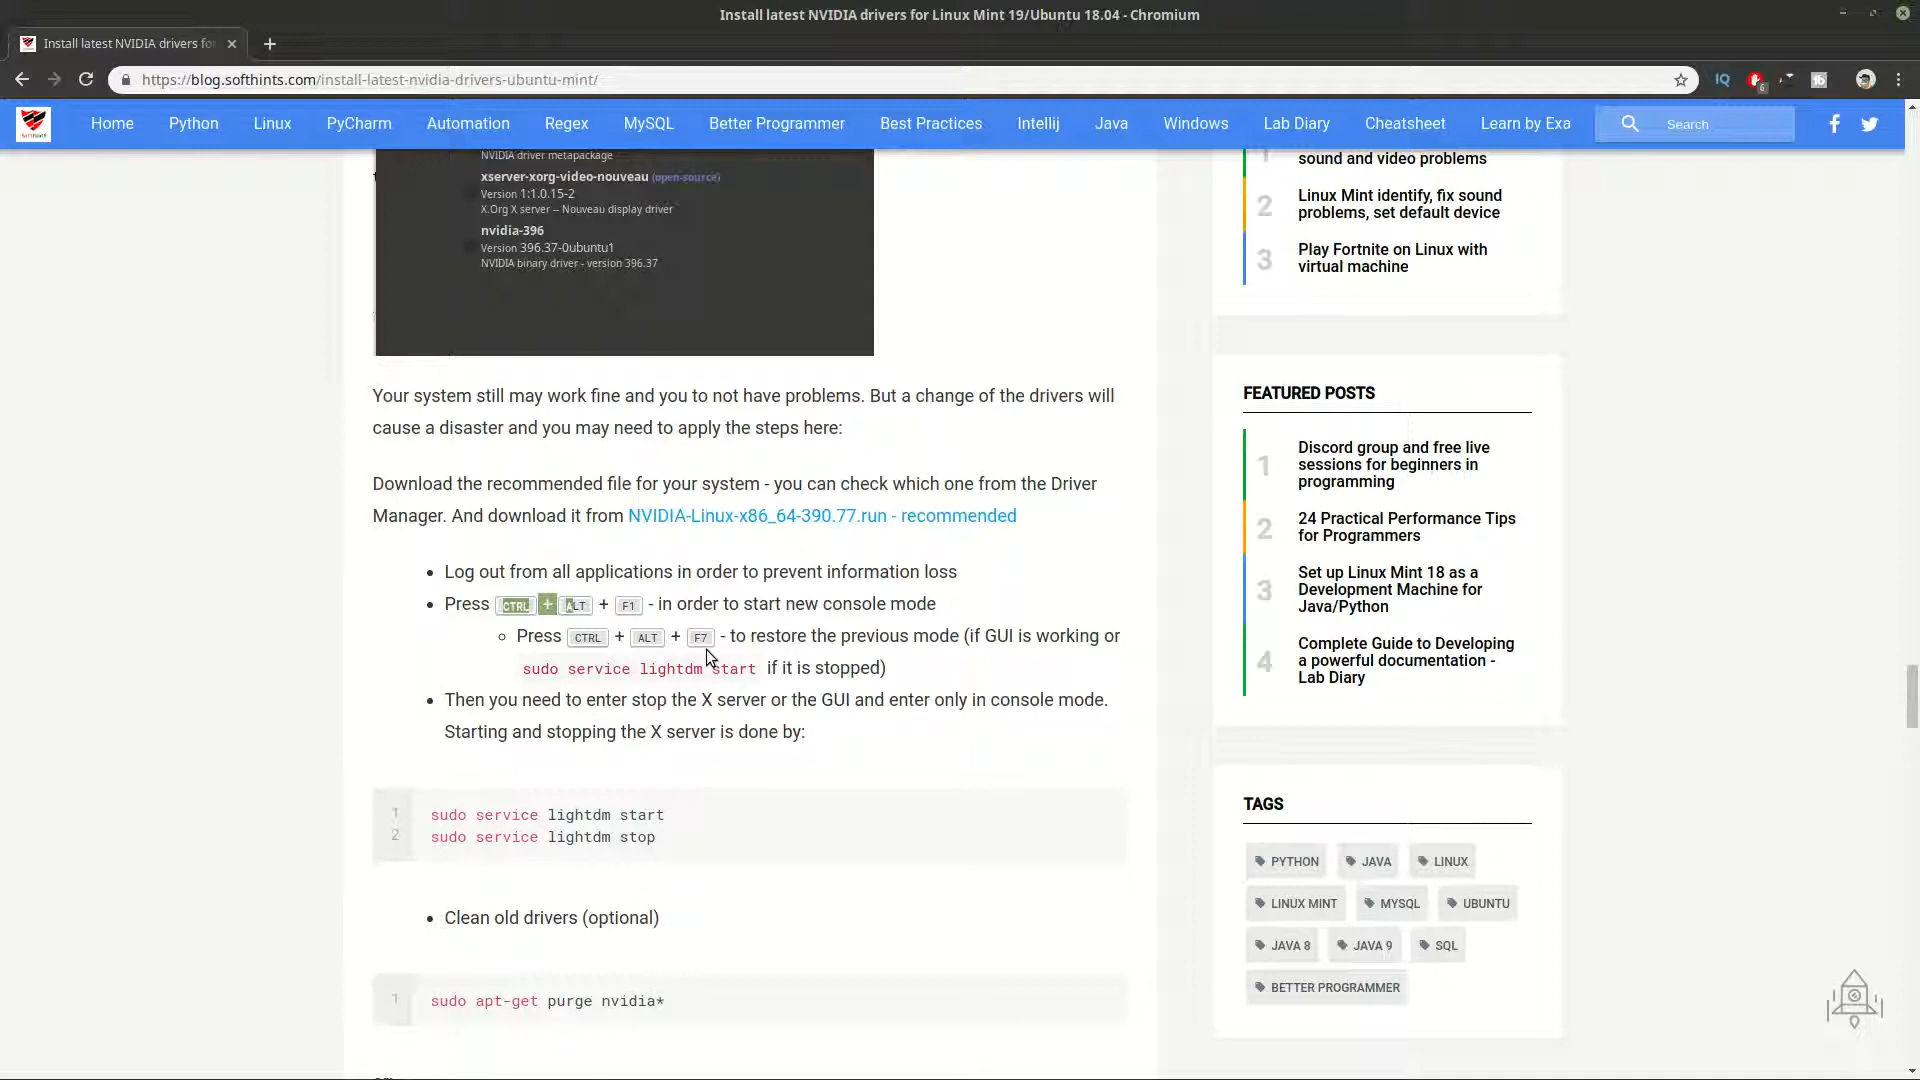 Install latest NVIDIA drivers for Linux Mint 19/Ubuntu 18.04 - Chromium
Install latest NVIDIA drivers fo
https://blog.softhints.com/install-latest-nvidia-drivers-ubuntu-mint/
IQ
6
Home Python Linux PyCharm Automation Regex MySQL Better Programmer Best Practices Intellij Java Windows Lab Diary Cheatsheet Learn by Exa
Search
NVIDIA driver metapackage
xserver-xorg-video-nouveau (open-source)
Version 1:1.0.15-2
X.Org X server -- Nouveau display driver
nvidia-396
Version 396.37-0ubuntu1
NVIDIA binary driver - version 396.37
Your system still may work fine and you to not have problems. But a change of the drivers will
cause a disaster and you may need to apply the steps here:
Download the recommended file for your system - you can check which one from the Driver
Manager. And download it from NVIDIA-Linux-x86_64-390.77.run - recommended
• Log out from all applications in order to prevent information loss
• Press CTRL + ALT + F1 - in order to start new console mode
○ Press CTRL + ALT + F7 - to restore the previous mode (if GUI is working or
sudo service lightdm start if it is stopped)
• Then you need to enter stop the X server or the GUI and enter only in console mode.
Starting and stopping the X server is done by:
1 sudo service lightdm start
2 sudo service lightdm stop
• Clean old drivers (optional)
1 sudo apt-get purge nvidia*
sound and video problems
2 Linux Mint identify, fix sound
problems, set default device
3 Play Fortnite on Linux with
virtual machine
FEATURED POSTS
1 Discord group and free live
sessions for beginners in
programming
2 24 Practical Performance Tips
for Programmers
3 Set up Linux Mint 18 as a
Development Machine for
Java/Python
4 Complete Guide to Developing
a powerful documentation -
Lab Diary
TAGS
PYTHON JAVA LINUX
LINUX MINT MYSQL UBUNTU
JAVA 8 JAVA 9 SQL
BETTER PROGRAMMER